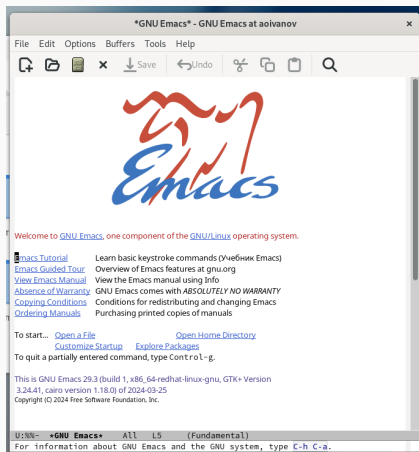 *GNU Emacs* - GNU Emacs at aoivanov
File Edit Options Buffers Tools Help
Save Undo
Emacs
Welcome to GNU Emacs, one component of the GNU/Linux operating system.
Emacs Tutorial Learn basic keystroke commands (Учебник Emacs)
Emacs Guided Tour Overview of Emacs features at gnu.org
View Emacs Manual View the Emacs manual using Info
Absence of Warranty GNU Emacs comes with ABSOLUTELY NO WARRANTY
Copying Conditions Conditions for redistributing and changing Emacs
Ordering Manuals Purchasing printed copies of manuals
To start... Open a File Open Home Directory
Customize Startup Explore Packages
To quit a partially entered command, type Control-g.
This is GNU Emacs 29.3 (build 1, x86_64-redhat-linux-gnu, GTK+ Version
3.24.41, cairo version 1.18.0) of 2024-03-25
Copyright (C) 2024 Free Software Foundation, Inc.
U:%%- *GNU Emacs* All L5 (Fundamental)
For information about GNU Emacs and the GNU system, type C-h C-a.